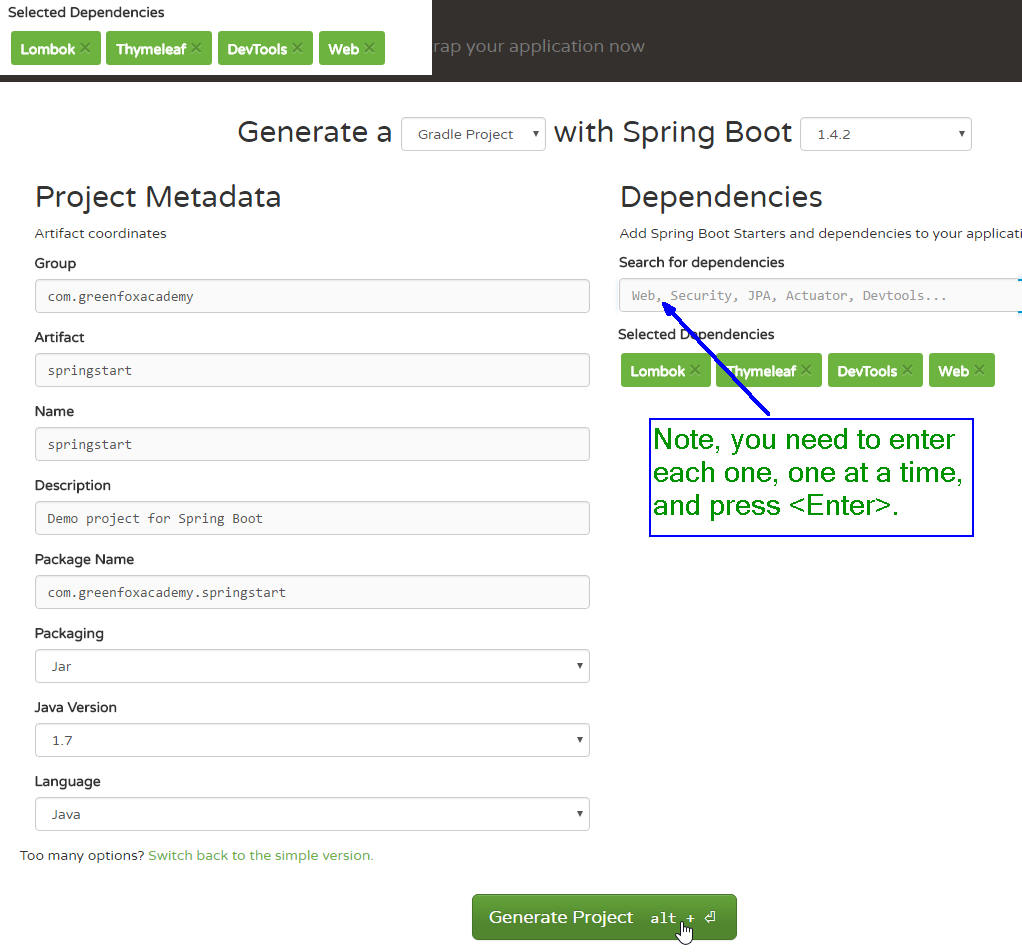 Selected Dependencies
Lombok × Thymeleaf × DevTools × Web ×
rap your application now
Generate a Gradle Project with Spring Boot 1.4.2
Project Metadata
Artifact coordinates
Group
com.greenfoxacademy
Artifact
springstart
Name
springstart
Description
Demo project for Spring Boot
Package Name
com.greenfoxacademy.springstart
Packaging
Jar
Java Version
1.7
Language
Java
Too many options? Switch back to the simple version.
Dependencies
Add Spring Boot Starters and dependencies to your applicati
Search for dependencies
Web, Security, JPA, Actuator, Devtools...
Selected Dependencies
Lombok × Thymeleaf × DevTools × Web ×
Note, you need to enter
each one, one at a time,
and press <Enter>.
Generate Project alt + ⏎